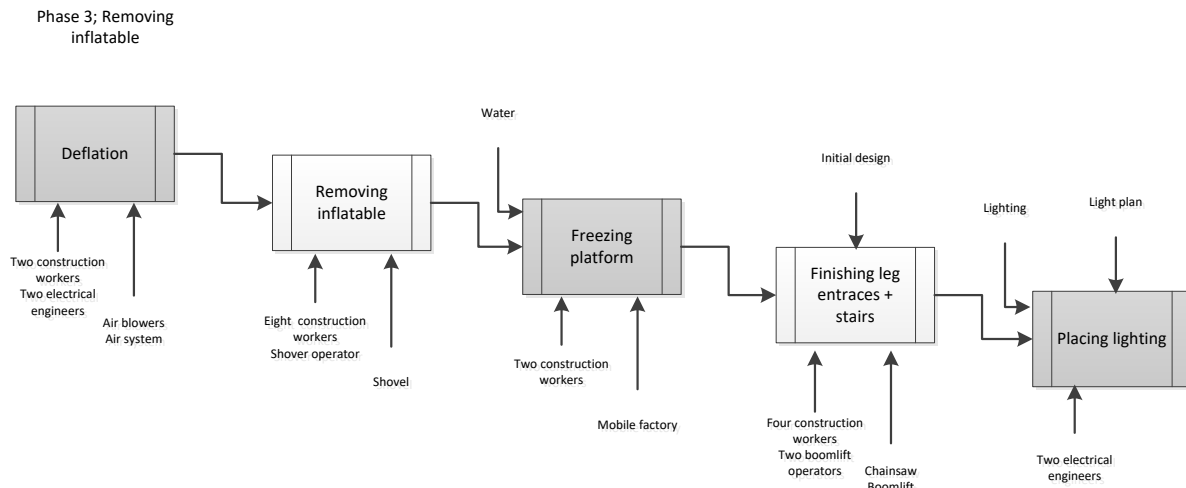 Phase 3; Removing
inflatable
Deflation
Two construction
workers
Two electrical
engineers
Air blowers
Air system
Removing
inflatable
Eight construction
workers
Shover operator
Shovel
Water
Freezing
platform
Two construction
workers
Mobile factory
Initial design
Finishing leg
entraces +
stairs
Four construction
workers
Two boomlift
operators
Chainsaw
Boomlift
Lighting
Light plan
Placing lighting
Two electrical
engineers